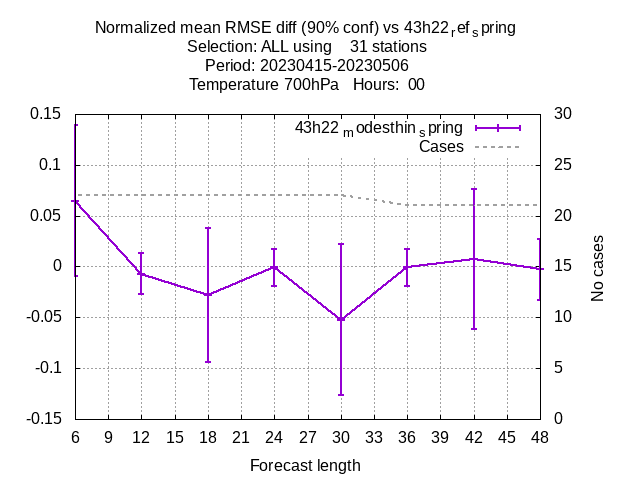 Normalized mean RMSE diff (90% conf) vs 43h22refspring
Selection: ALL using    31 stations
Period: 20230415-20230506
Temperature 700hPa   Hours:  00
43h22modesthinspring
Cases
0.15
0.1
0.05
0
-0.05
-0.1
-0.15
30
25
20
15
10
5
0
No cases
6 9 12 15 18 21 24 27 30 33 36 39 42 45 48
Forecast length